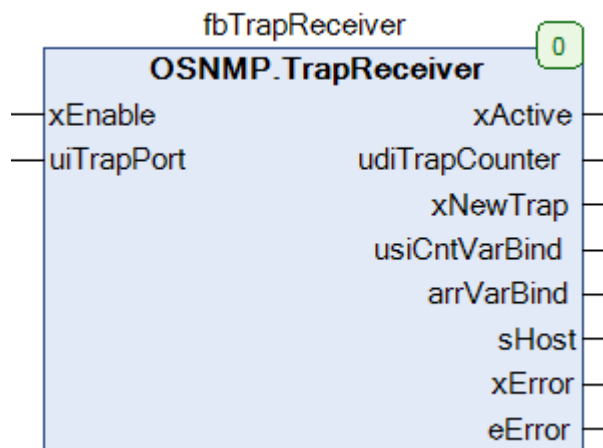 fbTrapReceiver
0
OSNMP.TrapReceiver
xEnable xActive
uiTrapPort udiTrapCounter
xNewTrap
usiCntVarBind
arrVarBind
sHost
xError
eError